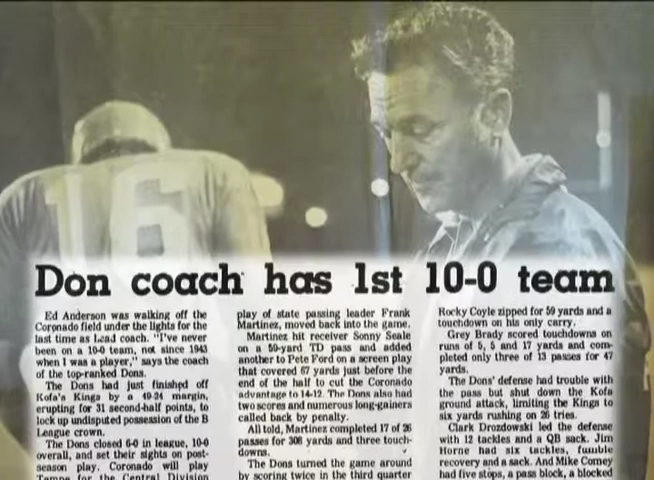 16
Don coach has 1st 10-0 team
Ed Anderson was walking off the
Coronado field under the lights for the
last time as head coach. "I've never
been on a 10-0 team, not since 1943
when I was a player," says the coach
of the top-ranked Dons.
The Dons had just finished off
Kofa's Kings by a 49-24 margin,
erupting for 31 second-half points, to
lock up undisputed possession of the B
League crown.
The Dons closed 6-0 in league, 10-0
overall, and set their sights on post-
season play. Coronado will play
Tempe for the Central Division
play of state passing leader Frank
Martinez, moved back into the game.
Martinez hit receiver Sonny Seale
on a 59-yard TD pass and added
another to Pete Ford on a screen play
that covered 67 yards just before the
end of the half to cut the Coronado
advantage to 14-12. The Dons also had
two scores and numerous long-gainers
called back by penalty.
All told, Martinez completed 17 of 26
passes for 308 yards and three touch-
downs.
The Dons turned the game around
by scoring twice in the third quarter
Rocky Coyle zipped for 59 yards and a
touchdown on his only carry.
Grey Brady scored touchdowns on
runs of 5, 5 and 17 yards and com-
pleted only three of 13 passes for 47
yards.
The Dons' defense had trouble with
the pass but shut down the Kofa
ground attack, limiting the Kings to
six yards rushing on 26 tries.
Clark Drozdowski led the defense
with 12 tackles and a QB sack. Jim
Horne had six tackles, fumble
recovery and a sack. And Mike Comey
had five stops, a pass block, a blocked